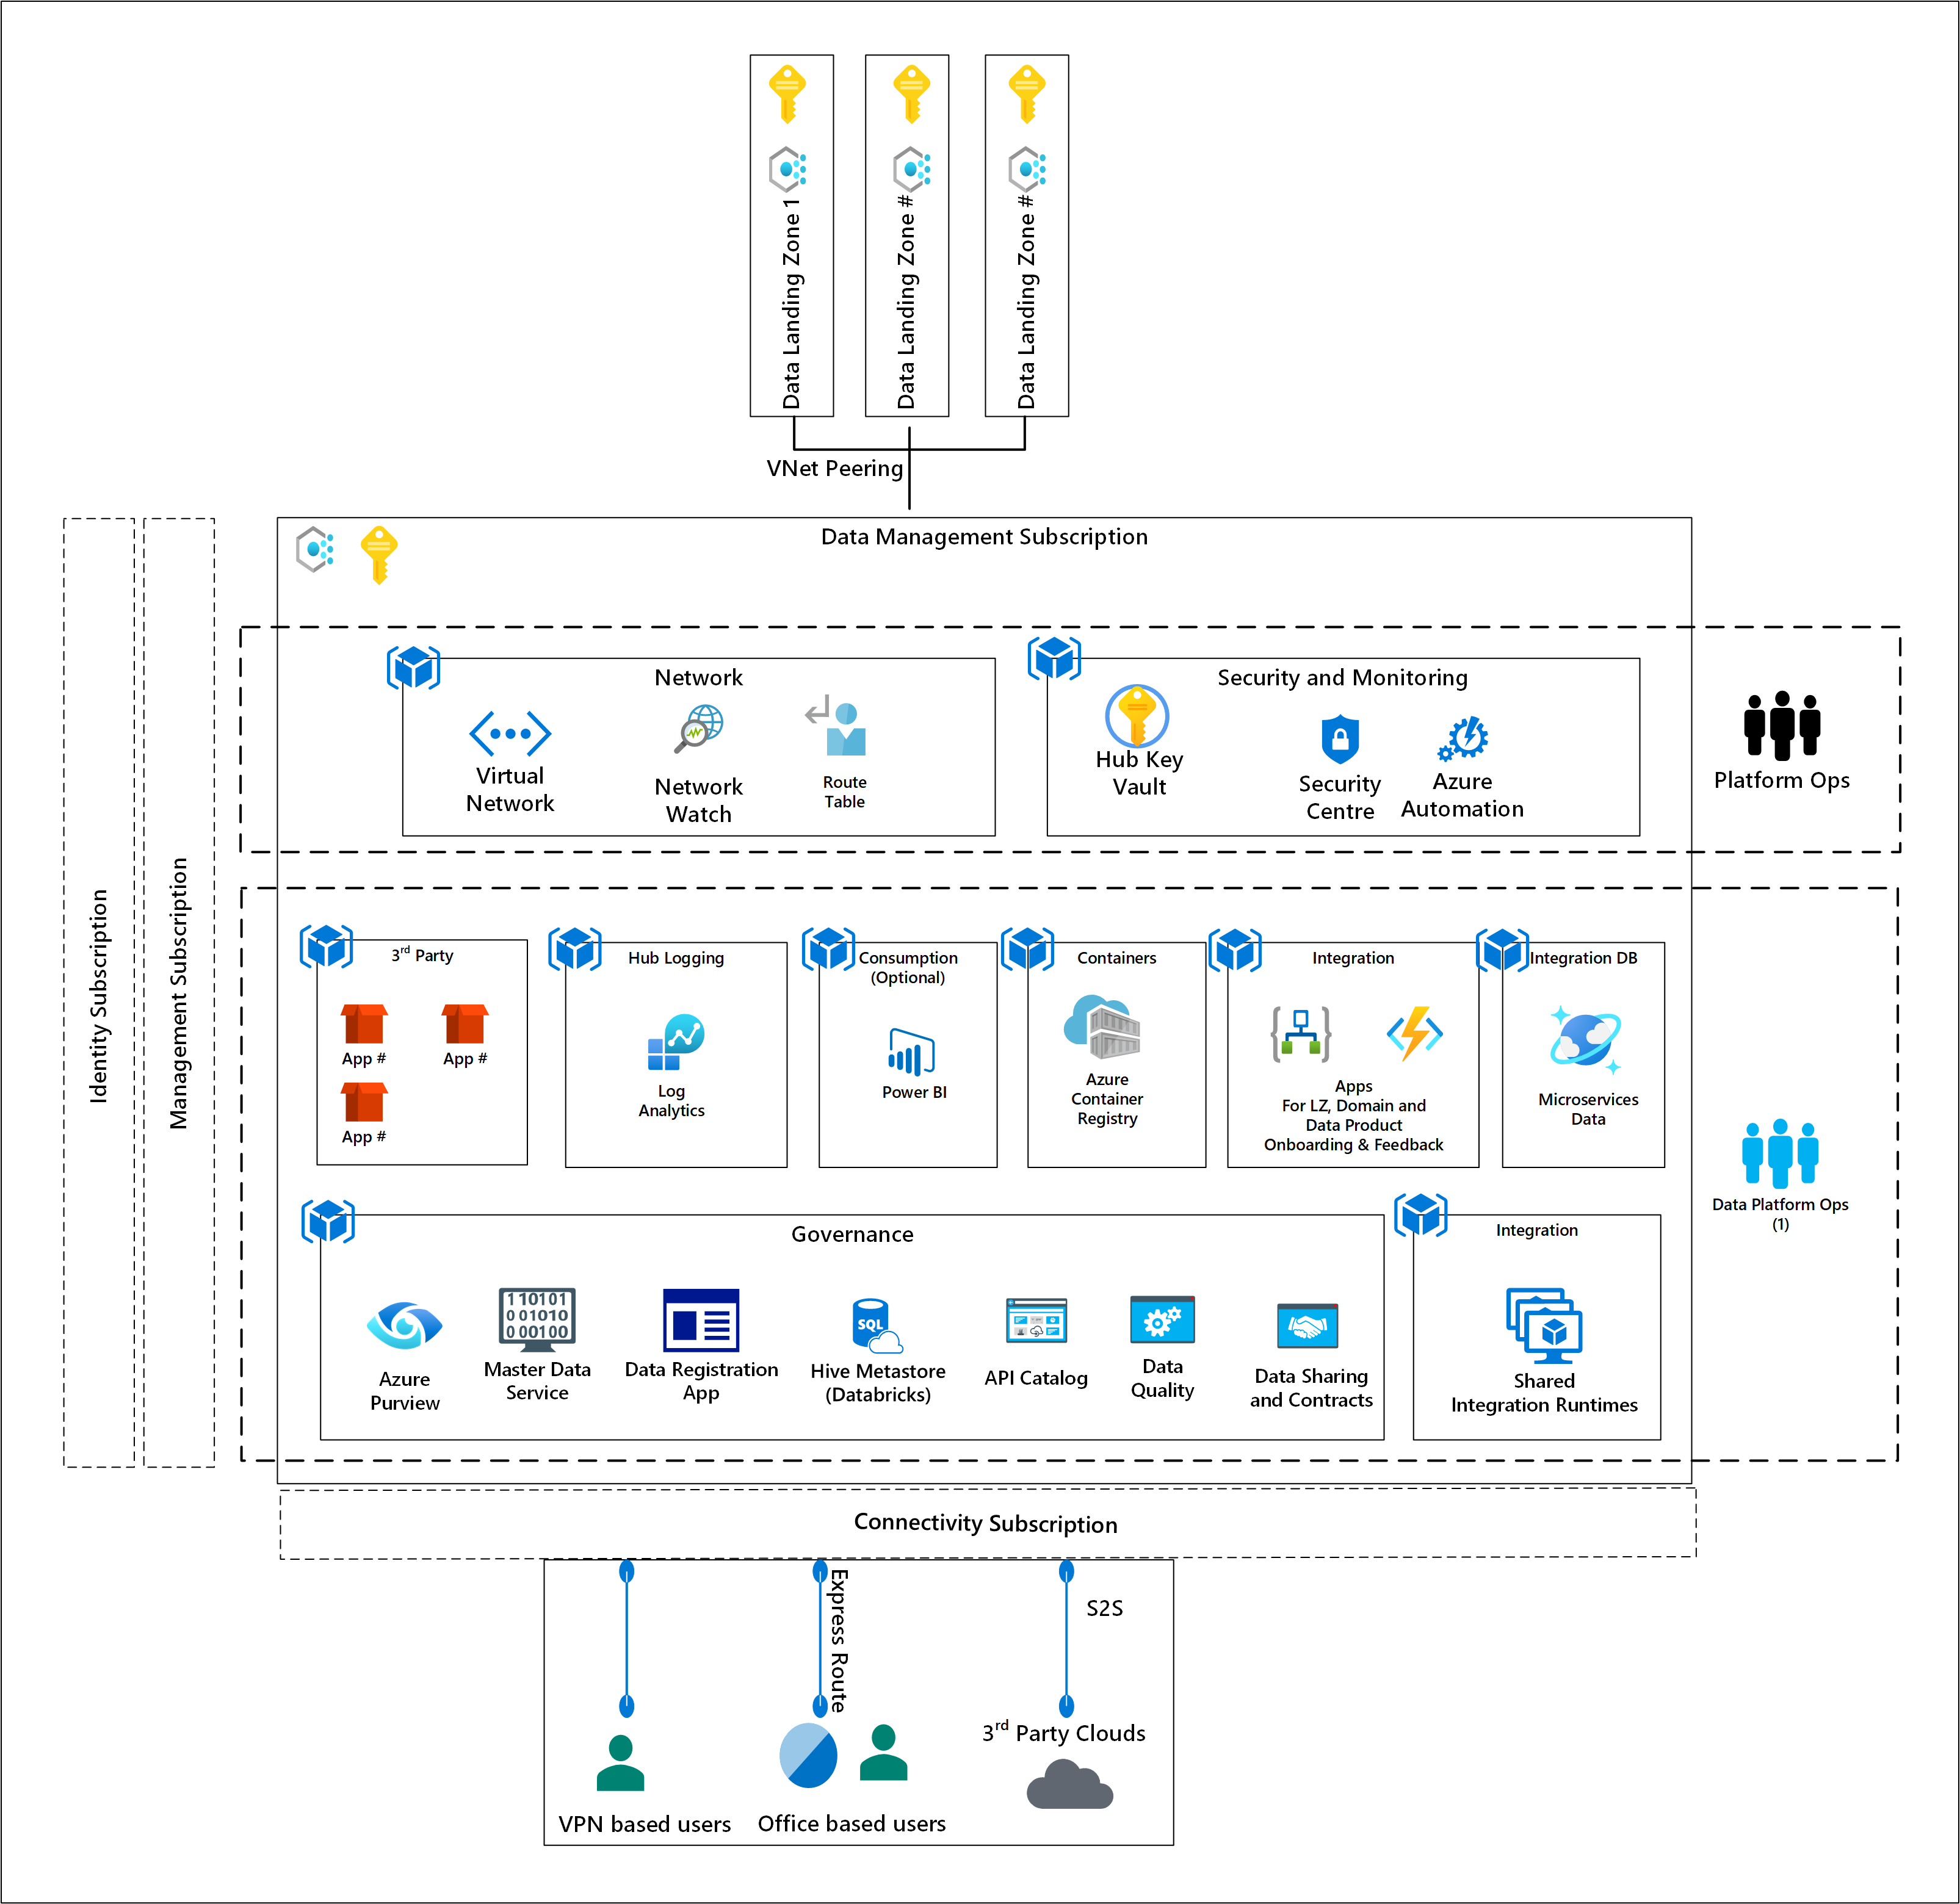 Data Landing Zone 1
Data Landing Zone #
Data Landing Zone #
VNet Peering
Identity Subscription
Management Subscription
Data Management Subscription
Network
Virtual
Network
Network
Watch
Route
Table
Security and Monitoring
Hub Key
Vault
Security
Centre
Azure
Automation
Platform Ops
3rd Party
App #
App #
App #
Hub Logging
Log
Analytics
Consumption
(Optional)
Power BI
Containers
Azure
Container
Registry
Integration
Apps
For LZ, Domain and
Data Product
Onboarding & Feedback
Integration DB
Microservices
Data
Data Platform Ops
(1)
Governance
Azure
Purview
1 10101
0 01010
0 00100
Master Data
Service
Data Registration
App
SQL
Hive Metastore
(Databricks)
API Catalog
Data
Quality
Data Sharing
and Contracts
Integration
Shared
Integration Runtimes
Connectivity Subscription
Express Route
S2S
VPN based users
Office based users
3rd Party Clouds